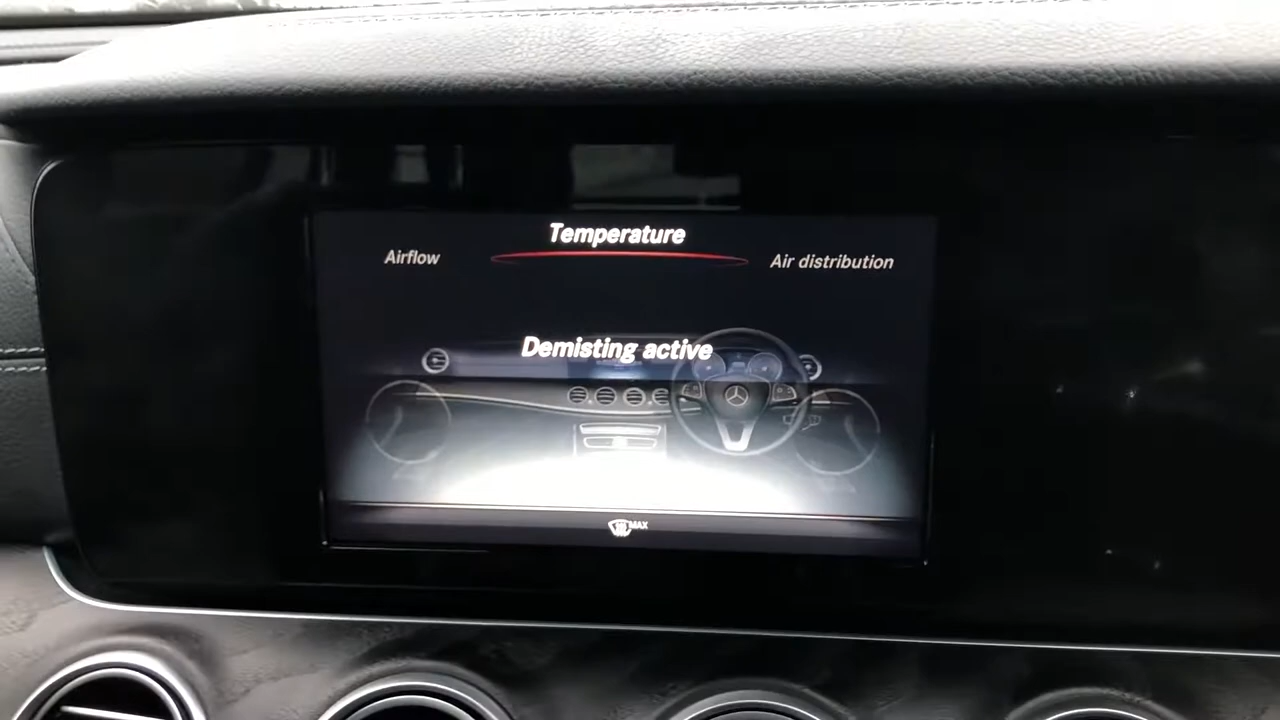 Temperature
Airflow
Air distribution
Demisting active
MAX